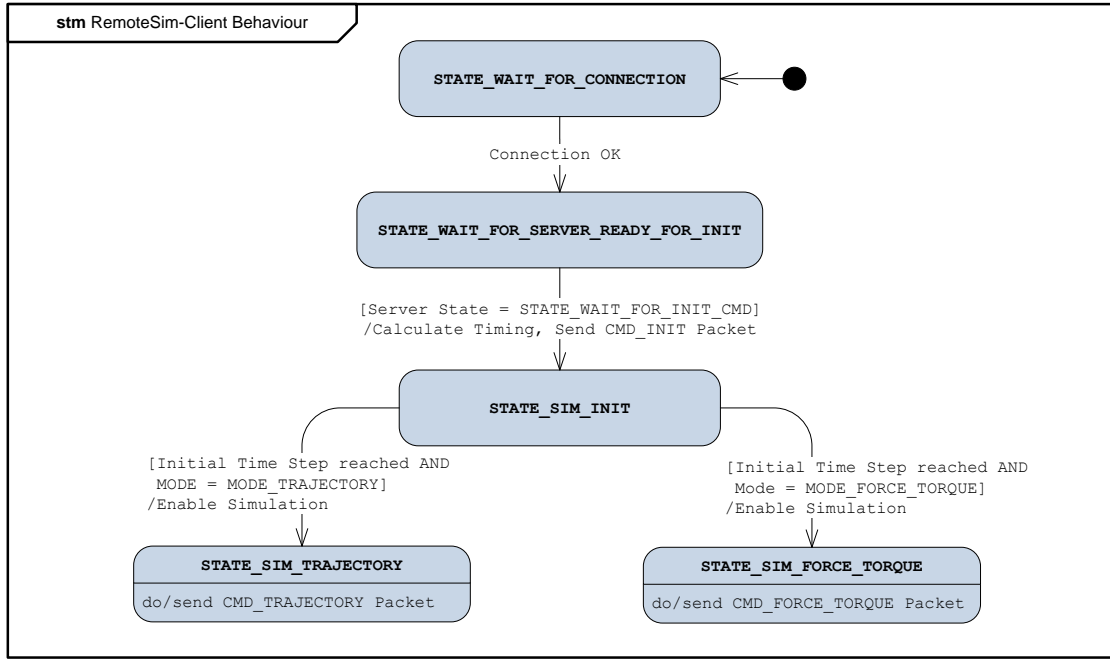 stm RemoteSim-Client Behaviour
STATE_WAIT_FOR_CONNECTION
Connection OK
STATE_WAIT_FOR_SERVER_READY_FOR_INIT
[Server State = STATE_WAIT_FOR_INIT_CMD]
/Calculate Timing, Send CMD_INIT Packet
STATE_SIM_INIT
[Initial Time Step reached AND
MODE = MODE_TRAJECTORY]
/Enable Simulation
[Initial Time Step reached AND
Mode = MODE_FORCE_TORQUE]
/Enable Simulation
STATE_SIM_TRAJECTORY
do/send CMD_TRAJECTORY Packet
STATE_SIM_FORCE_TORQUE
do/send CMD_FORCE_TORQUE Packet